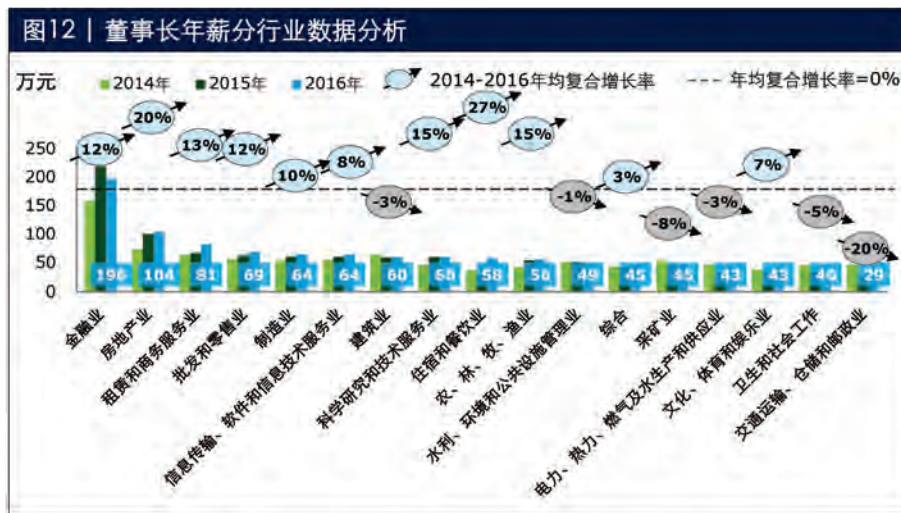 图12 | 董事长年薪分行业数据分析
万元 2014年 2015年 2016年 2014-2016年均复合增长率 年均复合增长率=0%
12% 20% 13% 12% 10% 8% -3% 15% 27% 15% -1% 3% -8% -3% 7% -5% -20%
250
200
150
100
50
0
196 104 81 69 64 64 60 60 58 56 49 45 45 43 43 40 29
金融业
房地产业
租赁和商务服务业
批发和零售业
制造业
信息传输、软件和信息技术服务业
建筑业
科学研究和技术服务业
住宿和餐饮业
农、林、牧、渔业
水利、环境和公共设施管理业
综合
采矿业
电力、热力、燃气及水生产和供应业
文化、体育和娱乐业
卫生和社会工作
交通运输、仓储和邮政业